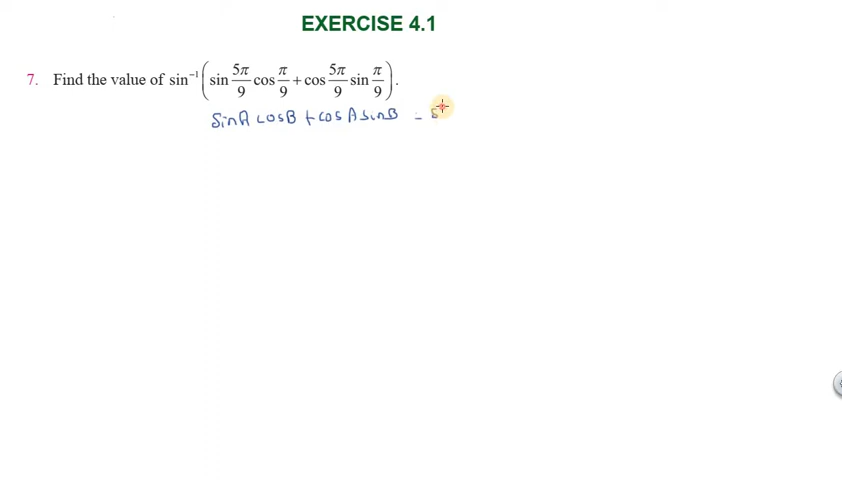 EXERCISE 4.1
7. Find the value of sin⁻¹(sin 5π/9 cos π/9 + cos 5π/9 sin π/9).
sinA cosB + cosA sinB = s